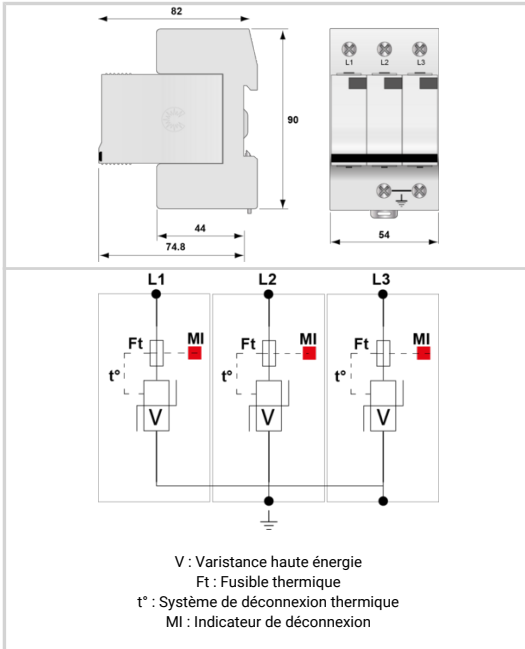 82
L1 L2 L3
90
44
74.8
54
L1 L2 L3
Ft MI Ft MI Ft MI
t° t° t°
V V V
V : Varistance haute énergie
Ft : Fusible thermique
t° : Système de déconnexion thermique
MI : Indicateur de déconnexion